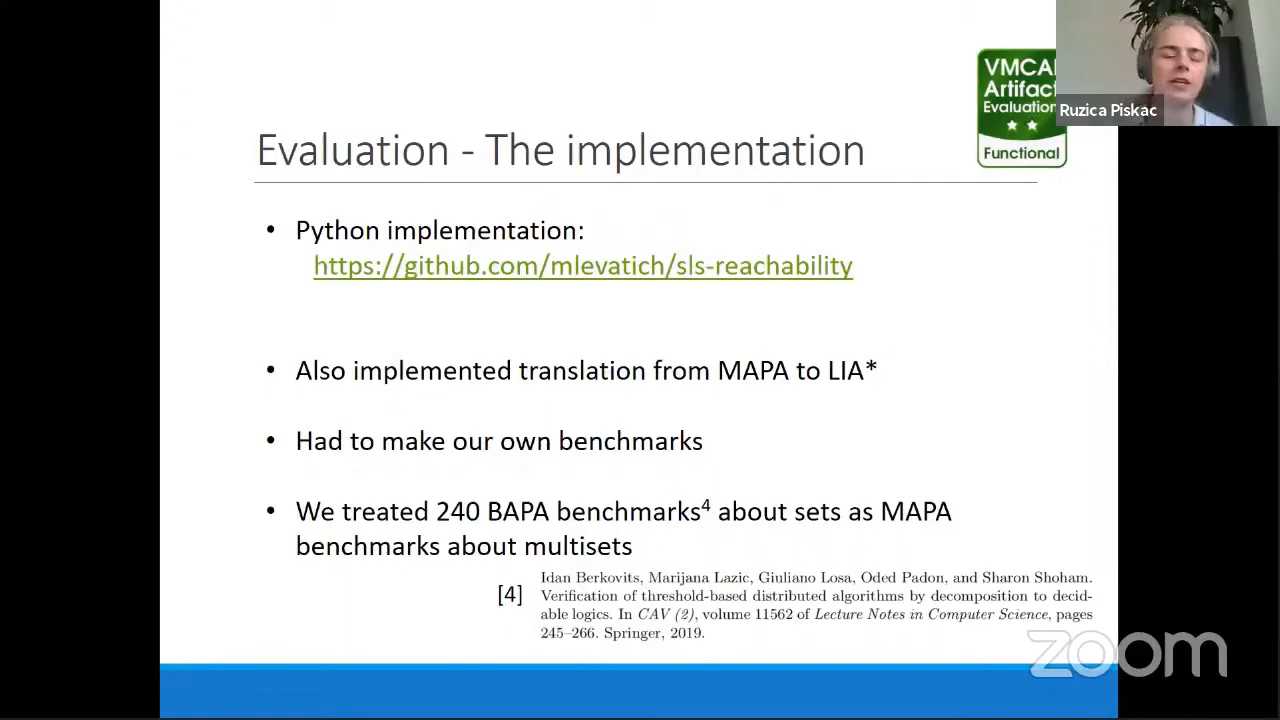 VMCAI
Artifact
Evaluation
★ ★
Functional
Ruzica Piskac
Evaluation - The implementation
• Python implementation:
https://github.com/mlevatich/sls-reachability
• Also implemented translation from MAPA to LIA*
• Had to make our own benchmarks
• We treated 240 BAPA benchmarks⁴ about sets as MAPA
benchmarks about multisets
[4] Idan Berkovits, Marijana Lazic, Giuliano Losa, Oded Padon, and Sharon Shoham.
Verification of threshold-based distributed algorithms by decomposition to decid-
able logics. In CAV (2), volume 11562 of Lecture Notes in Computer Science, pages
245–266. Springer, 2019.
zoom